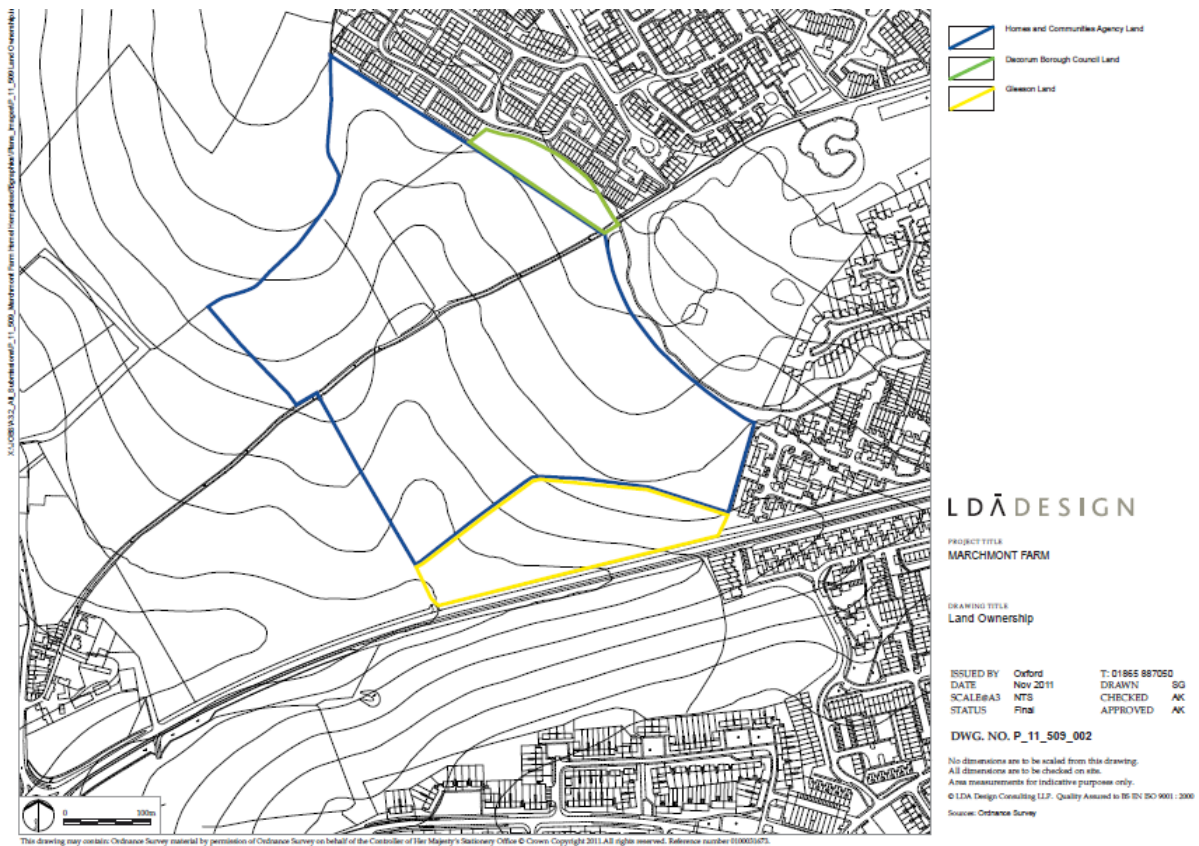 Homes and Communities Agency Land
Dacorum Borough Council Land
Gleeson Land
LDĀDESIGN
PROJECT TITLE
MARCHMONT FARM
DRAWING TITLE
Land Ownership
ISSUED BY Oxford T: 01865 887050
DATE Nov 2011 DRAWN SG
SCALE@A3 NTS CHECKED AK
STATUS Final APPROVED AK
DWG. NO. P_11_509_002
No dimensions are to be scaled from this drawing.
All dimensions are to be checked on site.
Area measurements for indicative purposes only.
© LDA Design Consulting LLP. Quality Assured to BS EN ISO 9001 : 2000
Sources: Ordnance Survey
0 100m
This drawing may contain: Ordnance Survey material by permission of Ordnance Survey on behalf of the Controller of Her Majesty's Stationery Office © Crown Copyright 2011. All rights reserved. Reference number 0100031673.